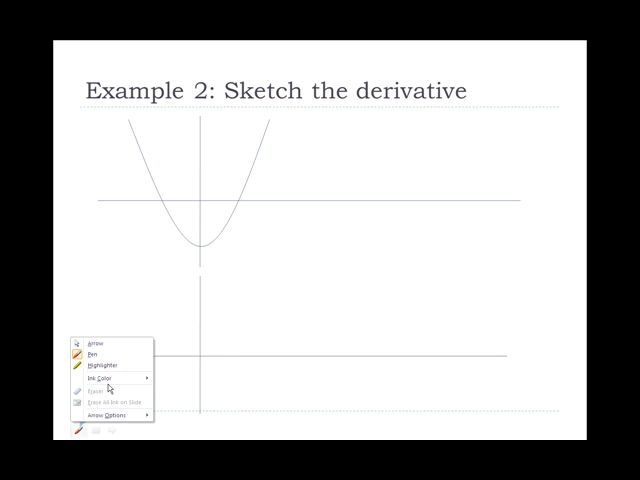 Example 2: Sketch the derivative
Arrow
Pen
Highlighter
Ink Color
Eraser
Erase All Ink on Slide
Arrow Options